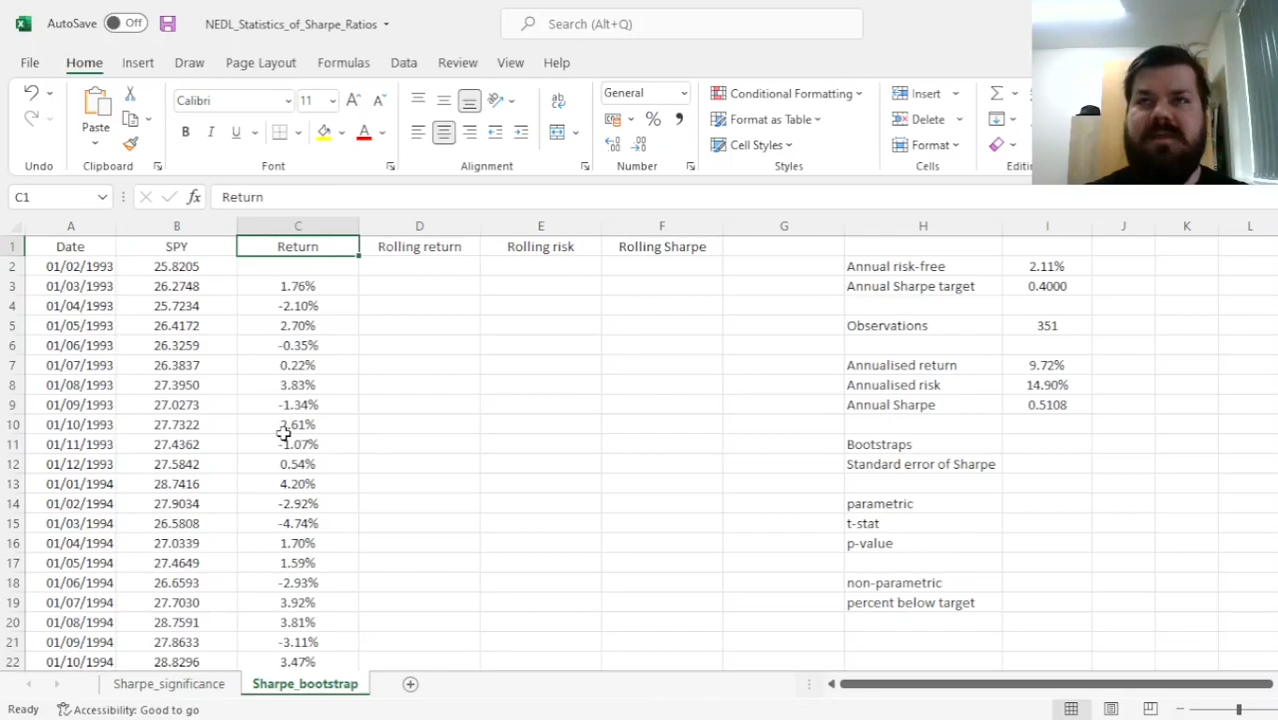 AutoSave Off NEDL_Statistics_of_Sharpe_Ratios Search (Alt+Q)
File Home Insert Draw Page Layout Formulas Data Review View Help
Calibri 11 General Conditional Formatting Insert
Paste Format as Table Delete
B I U A Cell Styles Format
Undo Clipboard Font Alignment Number Styles Cells Editin
C1 fx Return
A B C D E F G H I J K L
1 Date SPY Return Rolling return Rolling risk Rolling Sharpe
2 01/02/1993 25.8205 Annual risk-free 2.11%
3 01/03/1993 26.2748 1.76% Annual Sharpe target 0.4000
4 01/04/1993 25.7234 -2.10%
5 01/05/1993 26.4172 2.70% Observations 351
6 01/06/1993 26.3259 -0.35%
7 01/07/1993 26.3837 0.22% Annualised return 9.72%
8 01/08/1993 27.3950 3.83% Annualised risk 14.90%
9 01/09/1993 27.0273 -1.34% Annual Sharpe 0.5108
10 01/10/1993 27.7322 2.61%
11 01/11/1993 27.4362 -1.07% Bootstraps
12 01/12/1993 27.5842 0.54% Standard error of Sharpe
13 01/01/1994 28.7416 4.20%
14 01/02/1994 27.9034 -2.92% parametric
15 01/03/1994 26.5808 -4.74% t-stat
16 01/04/1994 27.0339 1.70% p-value
17 01/05/1994 27.4649 1.59%
18 01/06/1994 26.6593 -2.93% non-parametric
19 01/07/1994 27.7030 3.92% percent below target
20 01/08/1994 28.7591 3.81%
21 01/09/1994 27.8633 -3.11%
22 01/10/1994 28.8296 3.47%
Sharpe_significance Sharpe_bootstrap
Ready Accessibility: Good to go